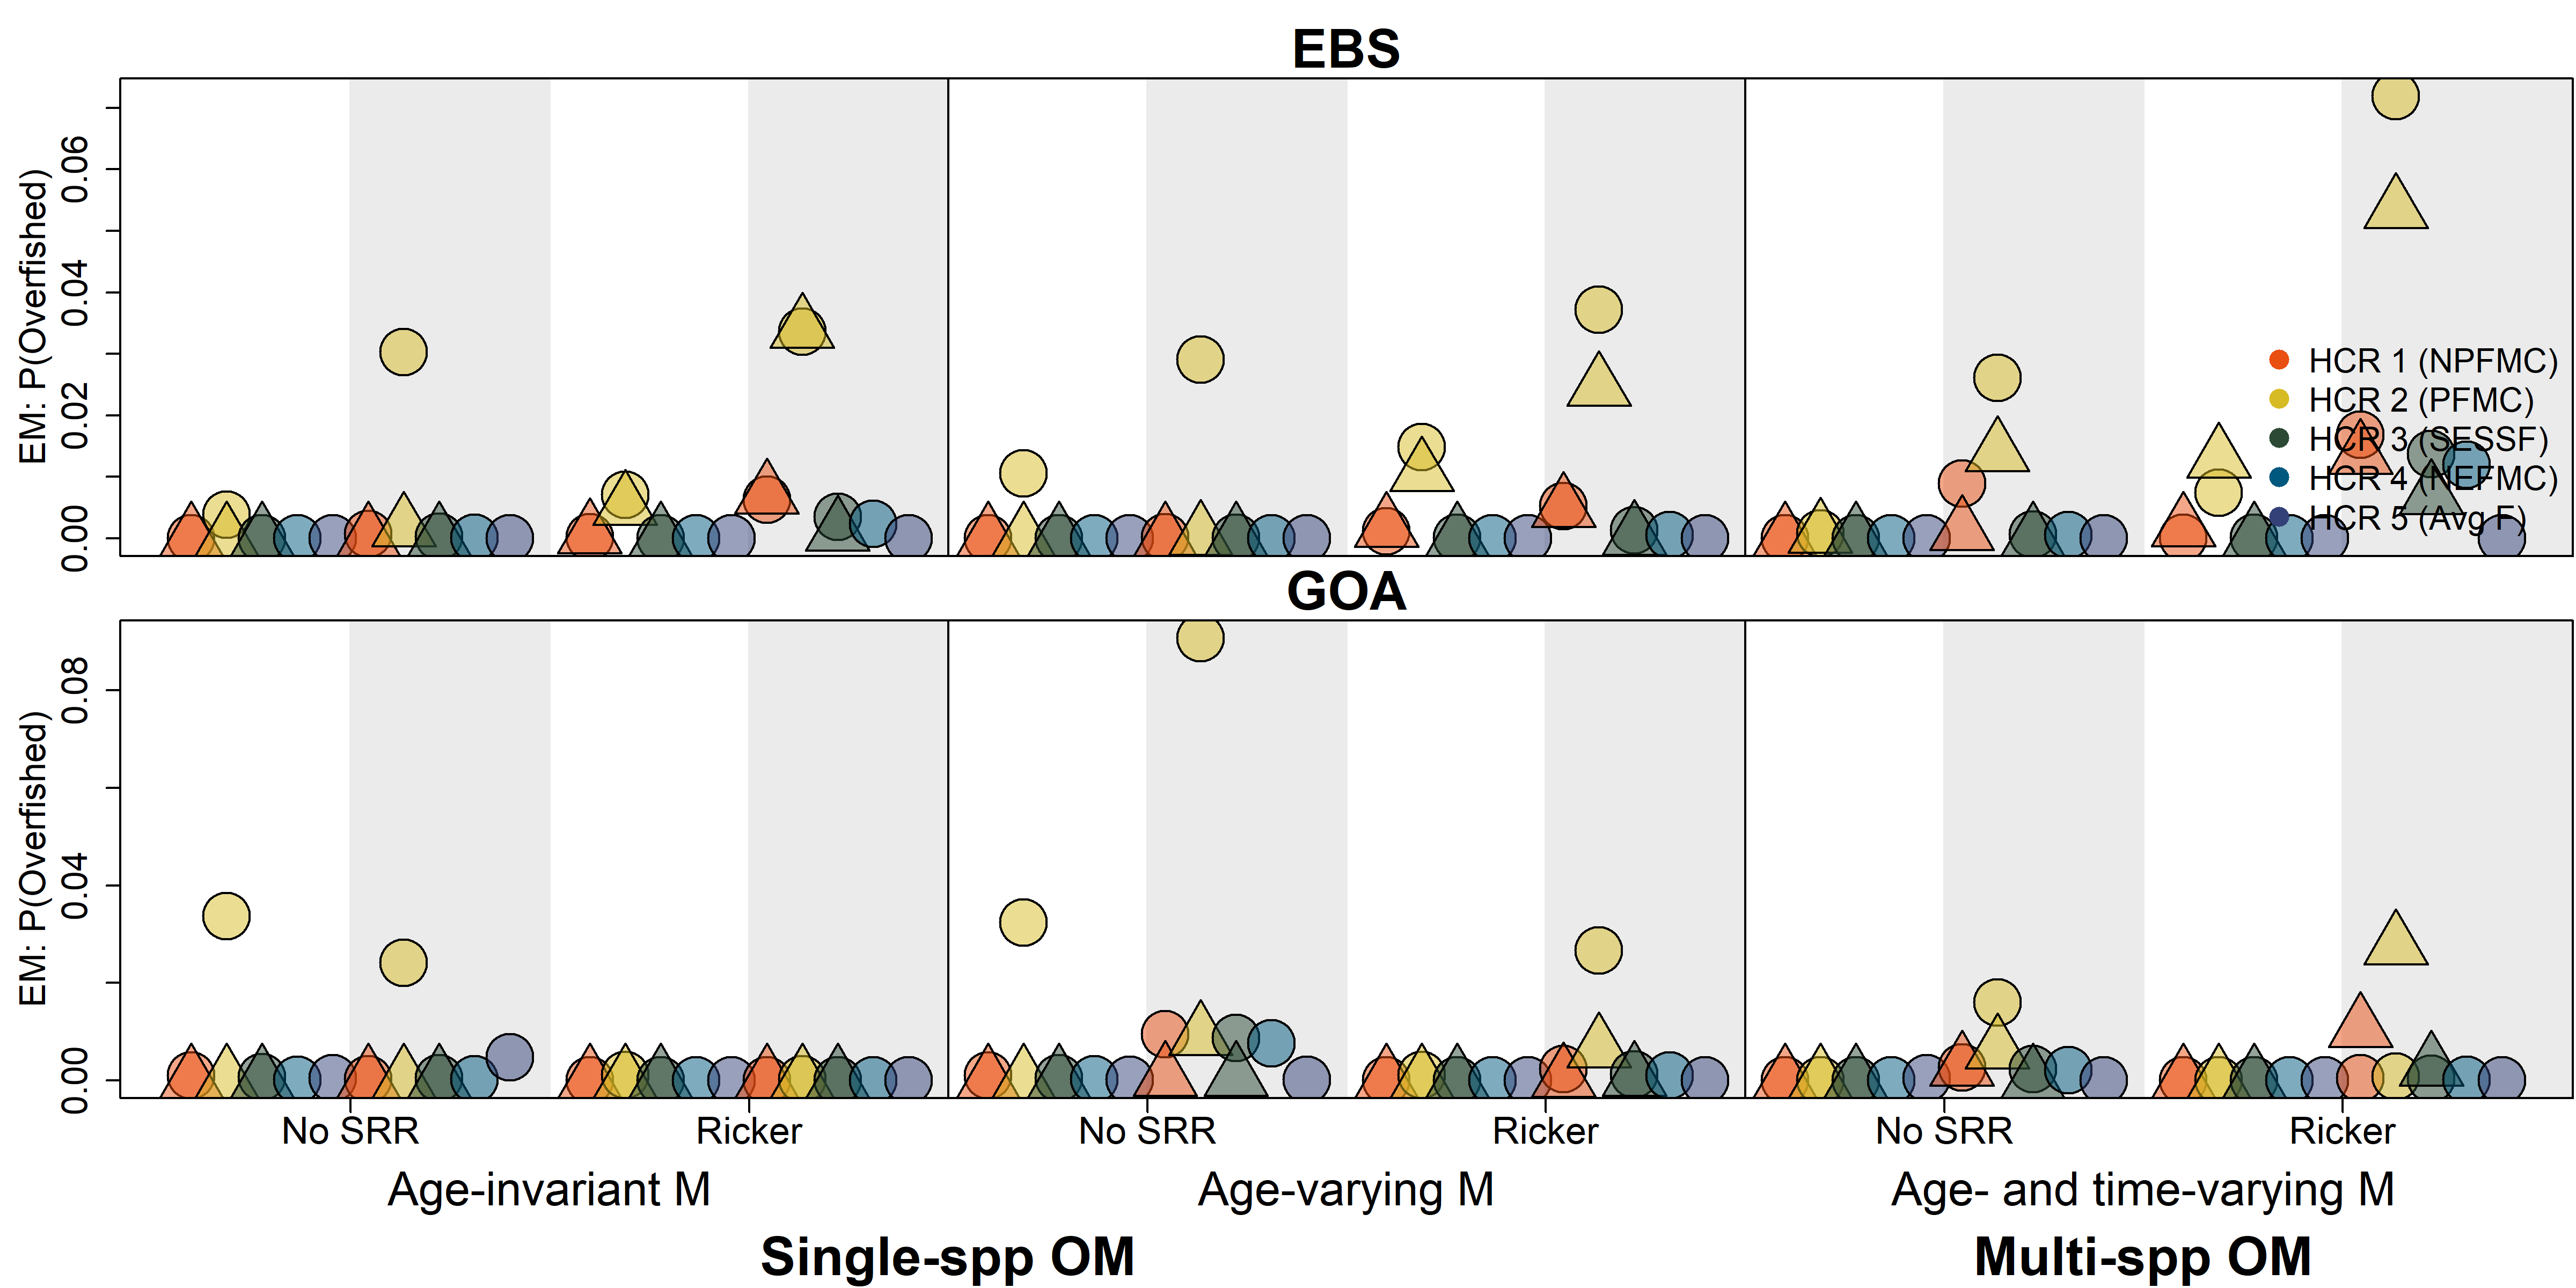 EBS
EM: P(Overfished)
0.06
0.04
0.02
0.00
HCR 1 (NPFMC)
HCR 2 (PFMC)
HCR 3 (SESSF)
HCR 4 (NEFMC)
HCR 5 (Avg F)
GOA
EM: P(Overfished)
0.08
0.04
0.00
No SRR Ricker No SRR Ricker No SRR Ricker
Age-invariant M Age-varying M Age- and time-varying M
Single-spp OM Multi-spp OM